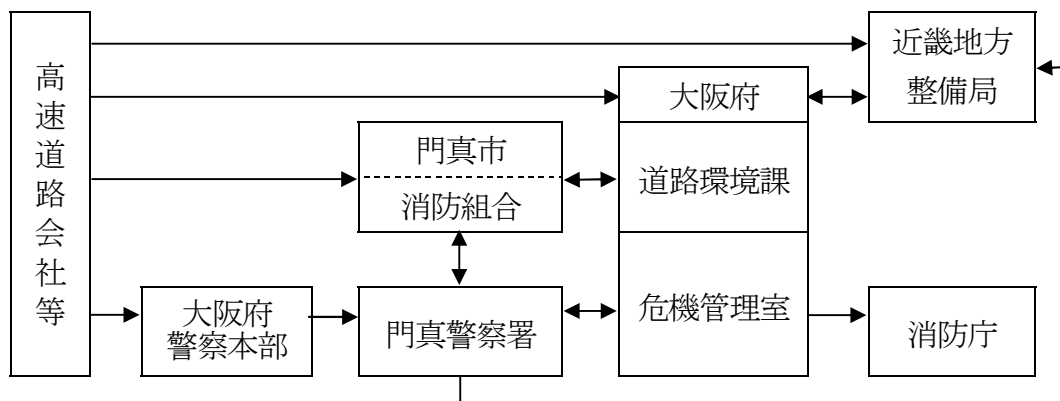 高速道路会社等
近畿地方
整備局
大阪府
門真市
消防組合
道路環境課
大阪府
警察本部
門真警察署
危機管理室
消防庁